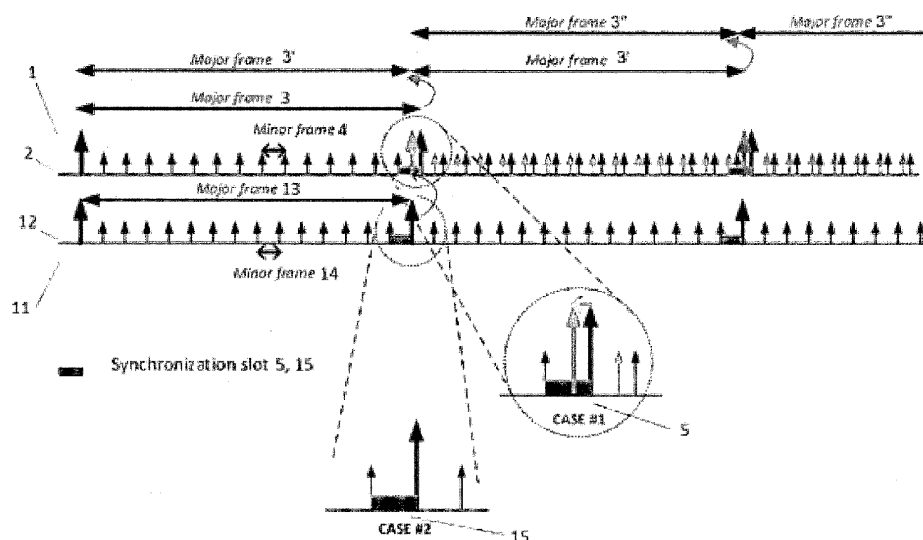 Major frame 3" Major frame 3"
Major frame 3' Major frame 3'
1 Major frame 3
Minor frame 4
2
Major frame 13
12
Minor frame 14
11
Synchronization slot 5, 15
CASE #1
5
CASE #2
15